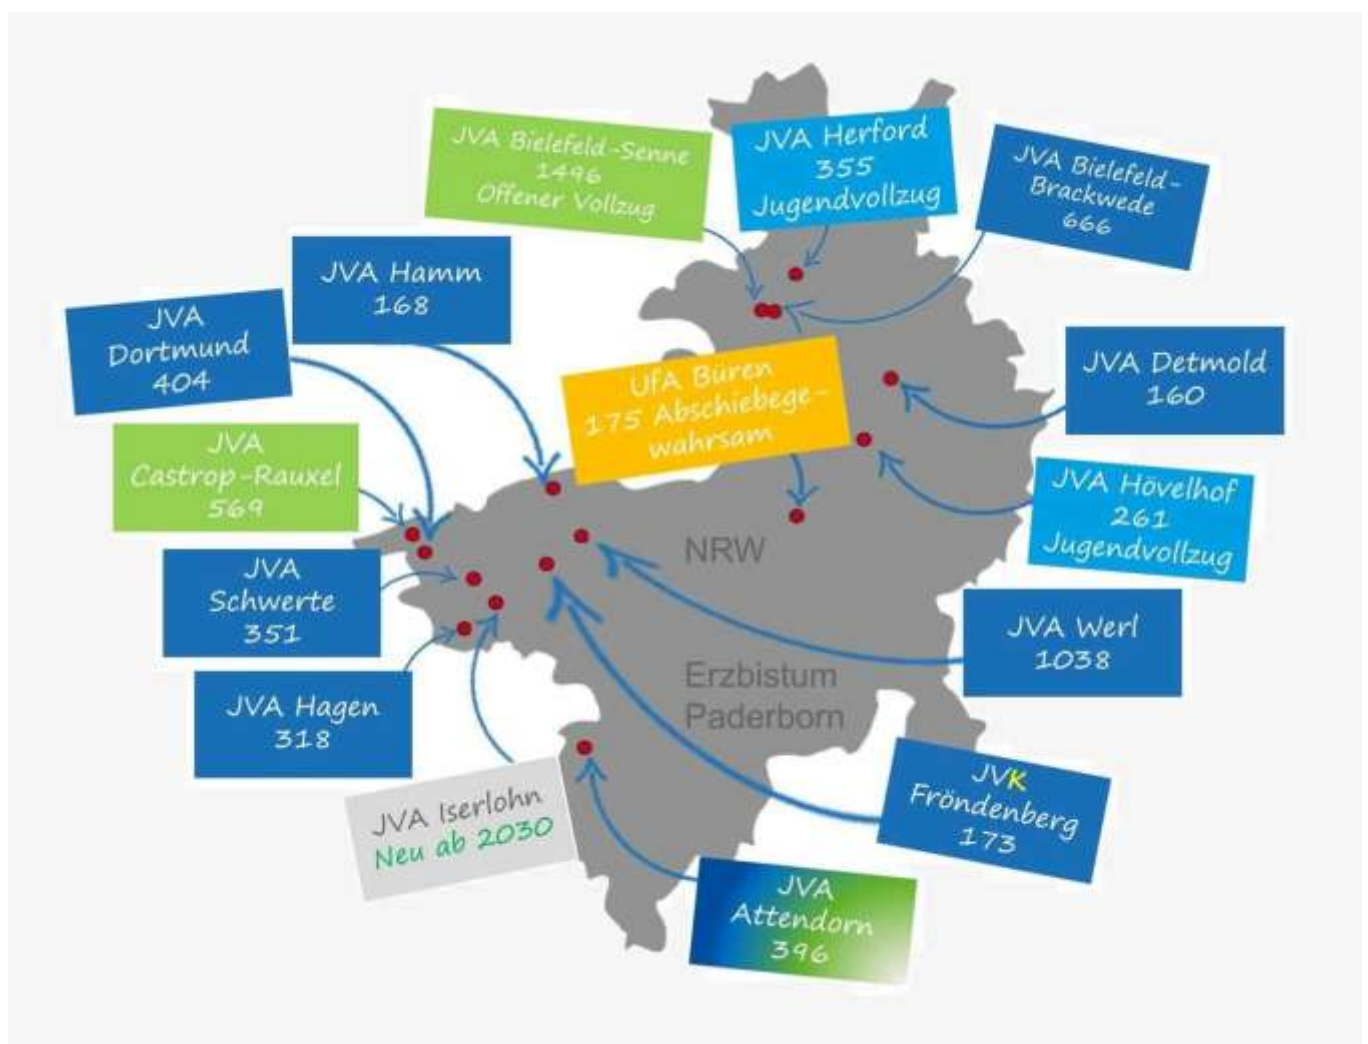 JVA Bielefeld-Senne
1496
Offener Vollzug
JVA Herford
355
Jugendvollzug
JVA Bielefeld-
Brackwede
666
JVA Hamm
168
JVA
Dortmund
404
UfA Büren
175 Abschiebege-
wahrsam
JVA Detmold
160
JVA
Castrop-Rauxel
569
JVA Hövelhof
261
Jugendvollzug
NRW
JVA
Schwerte
351
JVA Werl
1038
Erzbistum
Paderborn
JVA Hagen
318
JVK
Fröndenberg
173
JVA Iserlohn
Neu ab 2030
JVA
Attendorn
396